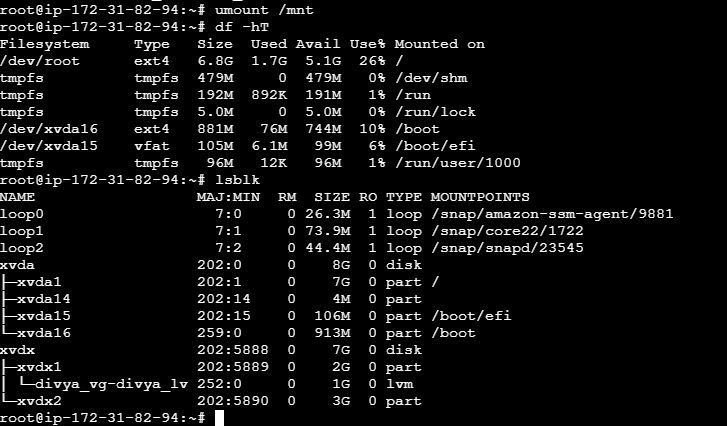 root@ip-172-31-82-94:~# umount /mnt
root@ip-172-31-82-94:~# df -hT
Filesystem     Type   Size  Used Avail Use% Mounted on
/dev/root      ext4   6.8G  1.7G  5.1G  26% /
tmpfs          tmpfs  479M     0  479M   0% /dev/shm
tmpfs          tmpfs  192M  892K  191M   1% /run
tmpfs          tmpfs  5.0M     0  5.0M   0% /run/lock
/dev/xvda16    ext4   881M   76M  744M  10% /boot
/dev/xvda15    vfat   105M  6.1M   99M   6% /boot/efi
tmpfs          tmpfs   96M   12K   96M   1% /run/user/1000
root@ip-172-31-82-94:~# lsblk
NAME                  MAJ:MIN  RM  SIZE RO TYPE MOUNTPOINTS
loop0                   7:0     0 26.3M  1 loop /snap/amazon-ssm-agent/9881
loop1                   7:1     0 73.9M  1 loop /snap/core22/1722
loop2                   7:2     0 44.4M  1 loop /snap/snapd/23545
xvda                  202:0     0    8G  0 disk
├─xvda1               202:1     0    7G  0 part /
├─xvda14              202:14    0    4M  0 part
├─xvda15              202:15    0  106M  0 part /boot/efi
└─xvda16              259:0     0  913M  0 part /boot
xvdx                  202:5888  0    7G  0 disk
├─xvdx1               202:5889  0    2G  0 part
│ └─divya_vg-divya_lv 252:0     0    1G  0 lvm
└─xvdx2               202:5890  0    3G  0 part
root@ip-172-31-82-94:~#